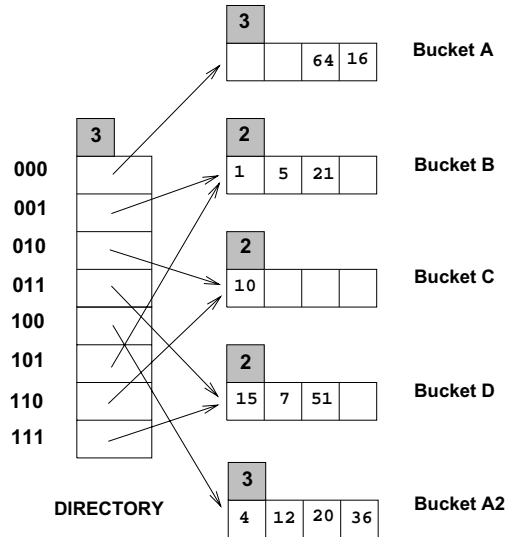 3
64 16 Bucket A
3
2
000
1 5 21 Bucket B
001
2
010
10 Bucket C
011
100
2
101
15 7 51 Bucket D
110
111
3
DIRECTORY
4 12 20 36 Bucket A2